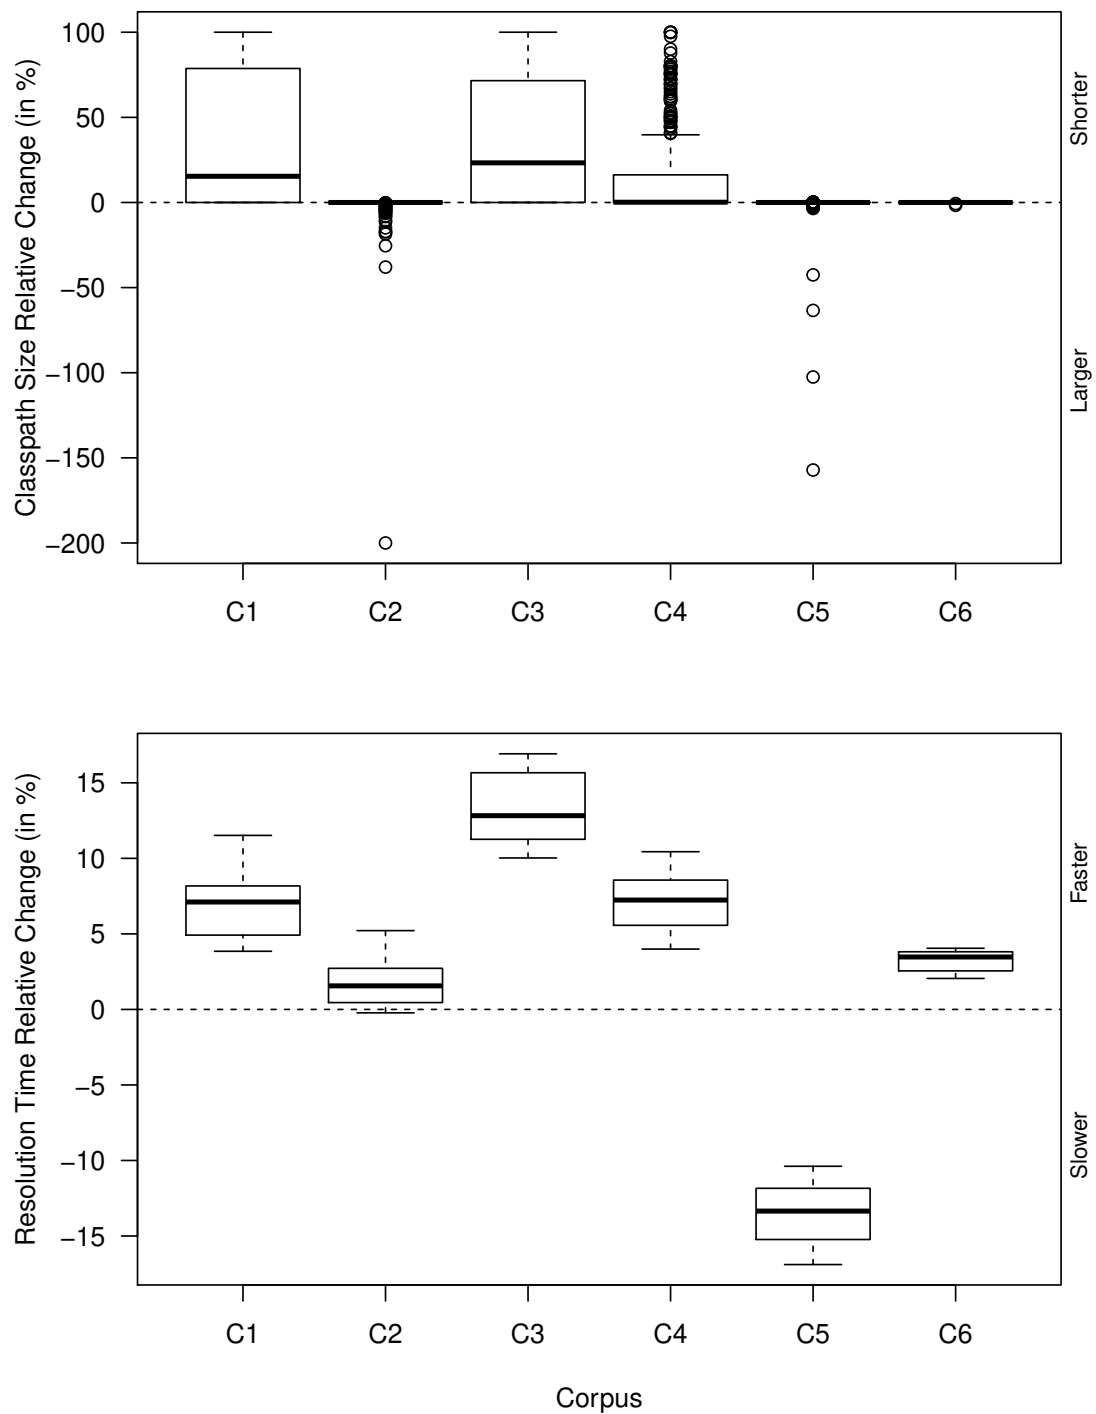 Classpath Size Relative Change (in %)
100
50
0
−50
−100
−150
−200
Shorter
Larger
C1 C2 C3 C4 C5 C6
Resolution Time Relative Change (in %)
15
10
5
0
−5
−10
−15
Faster
Slower
C1 C2 C3 C4 C5 C6
Corpus